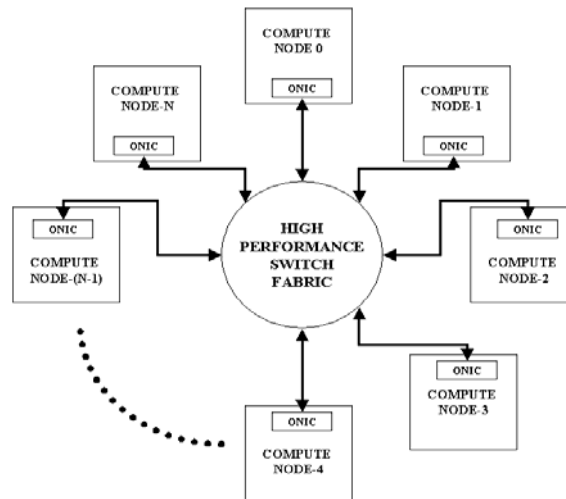 COMPUTE
NODE 0
ONIC
COMPUTE
NODE-N
ONIC
COMPUTE
NODE-1
ONIC
ONIC
COMPUTE
NODE-(N-1)
HIGH
PERFORMANCE
SWITCH
FABRIC
ONIC
COMPUTE
NODE-2
ONIC
COMPUTE
NODE-3
ONIC
COMPUTE
NODE-4